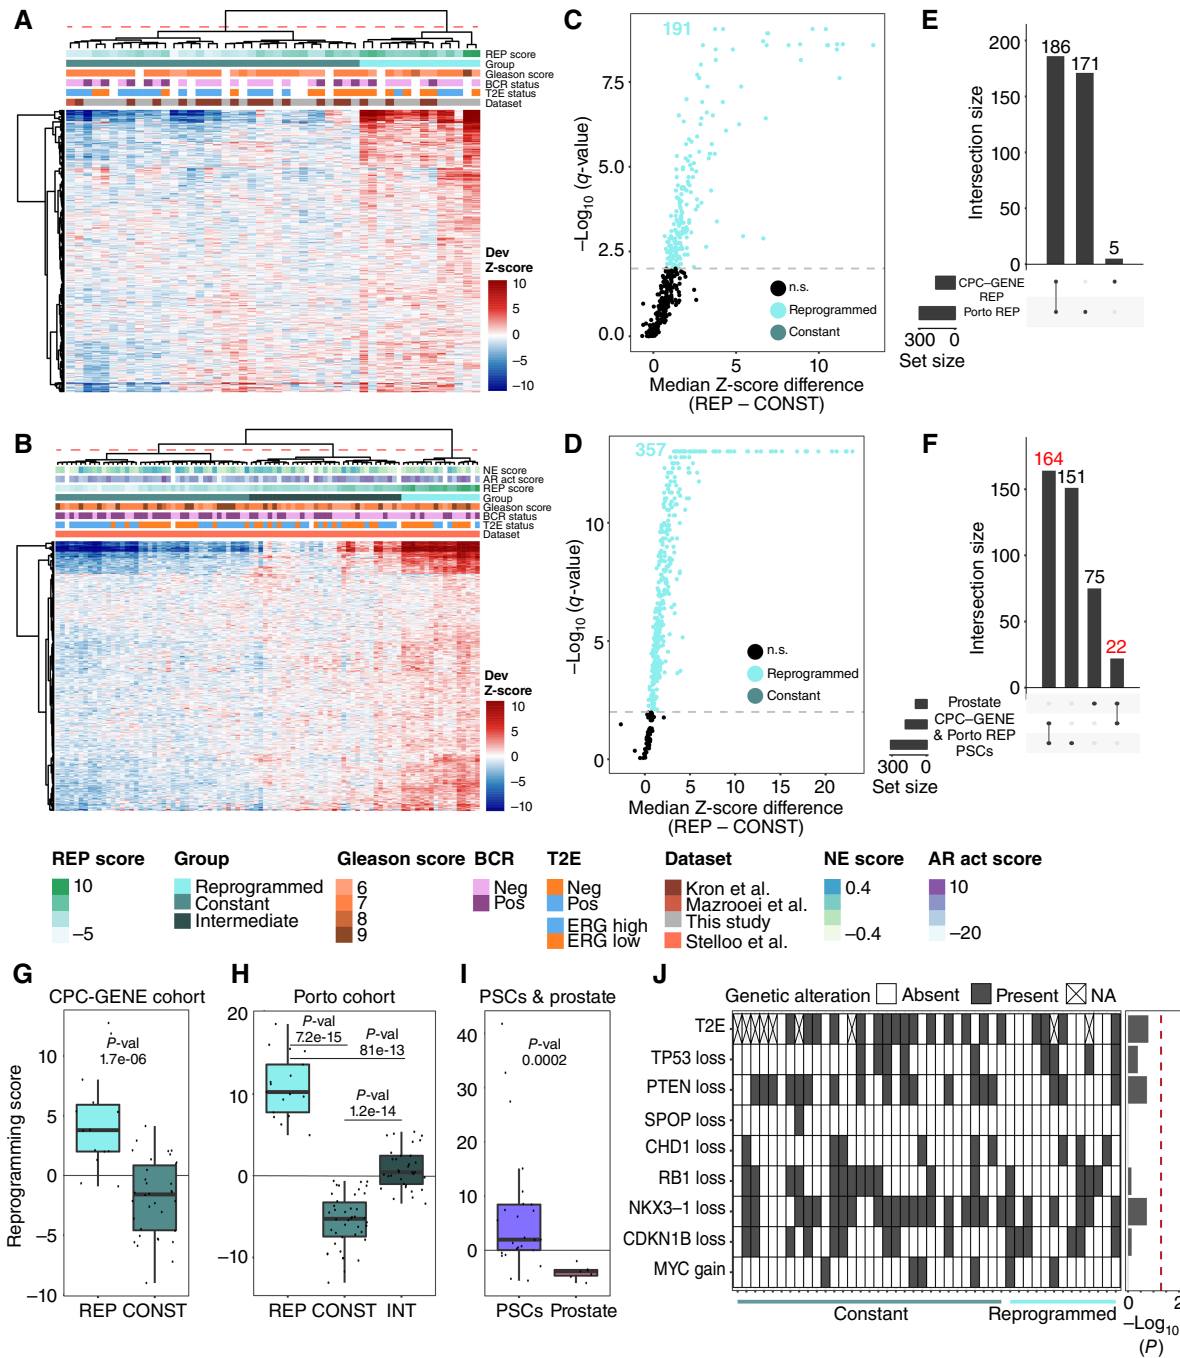 A
REP score
Group
Gleason score
BCR status
T2E status
Dataset
Dev
Z-score
10
5
0
−5
−10
B
NE score
AR act score
REP score
Group
Gleason score
BCR status
T2E status
Dataset
Dev
Z-score
10
5
0
−5
−10
C
191
7.5
5.0
2.5
0.0
−Log10 (q-value)
n.s.
Reprogrammed
Constant
0 5 10
Median Z-score difference
(REP – CONST)
D
357
10
5
0
−Log10 (q-value)
n.s.
Reprogrammed
Constant
0 5 10 15 20
Median Z-score difference
(REP – CONST)
E
200
150
100
50
0
Intersection size
186
171
5
CPC–GENE
REP
Porto REP
300 0
Set size
F
150
100
50
0
Intersection size
164
151
75
22
Prostate
CPC–GENE
& Porto REP
PSCs
300 0
Set size
REP score
10
−5
Group
Reprogrammed
Constant
Intermediate
Gleason score
6
7
8
9
BCR
Neg
Pos
T2E
Neg
Pos
ERG high
ERG low
Dataset
Kron et al.
Mazrooei et al.
This study
Stelloo et al.
NE score
0.4
−0.4
AR act score
10
−20
G
CPC-GENE cohort
P-val
1.7e-06
10
5
0
−5
−10
Reprogramming score
REP CONST
H
Porto cohort
20
10
0
−10
P-val
7.2e-15
P-val
81e-13
P-val
1.2e-14
REP CONST INT
I
PSCs & prostate
P-val
0.0002
40
30
20
10
0
PSCs Prostate
J
Genetic alteration Absent Present NA
T2E
TP53 loss
PTEN loss
SPOP loss
CHD1 loss
RB1 loss
NKX3–1 loss
CDKN1B loss
MYC gain
Constant Reprogrammed
0 2
−Log10
(P)